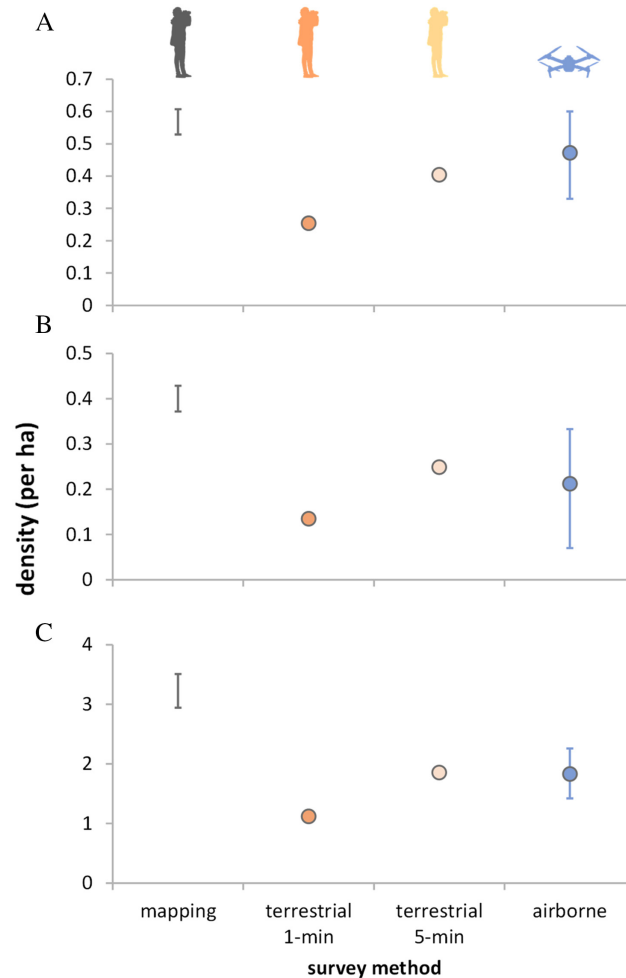 A
0.7
0.6
0.5
0.4
0.3
0.2
0.1
0
B
0.5
0.4
0.3
0.2
0.1
0
density (per ha)
C
4
3
2
1
0
mapping terrestrial terrestrial airborne
1-min 5-min
survey method